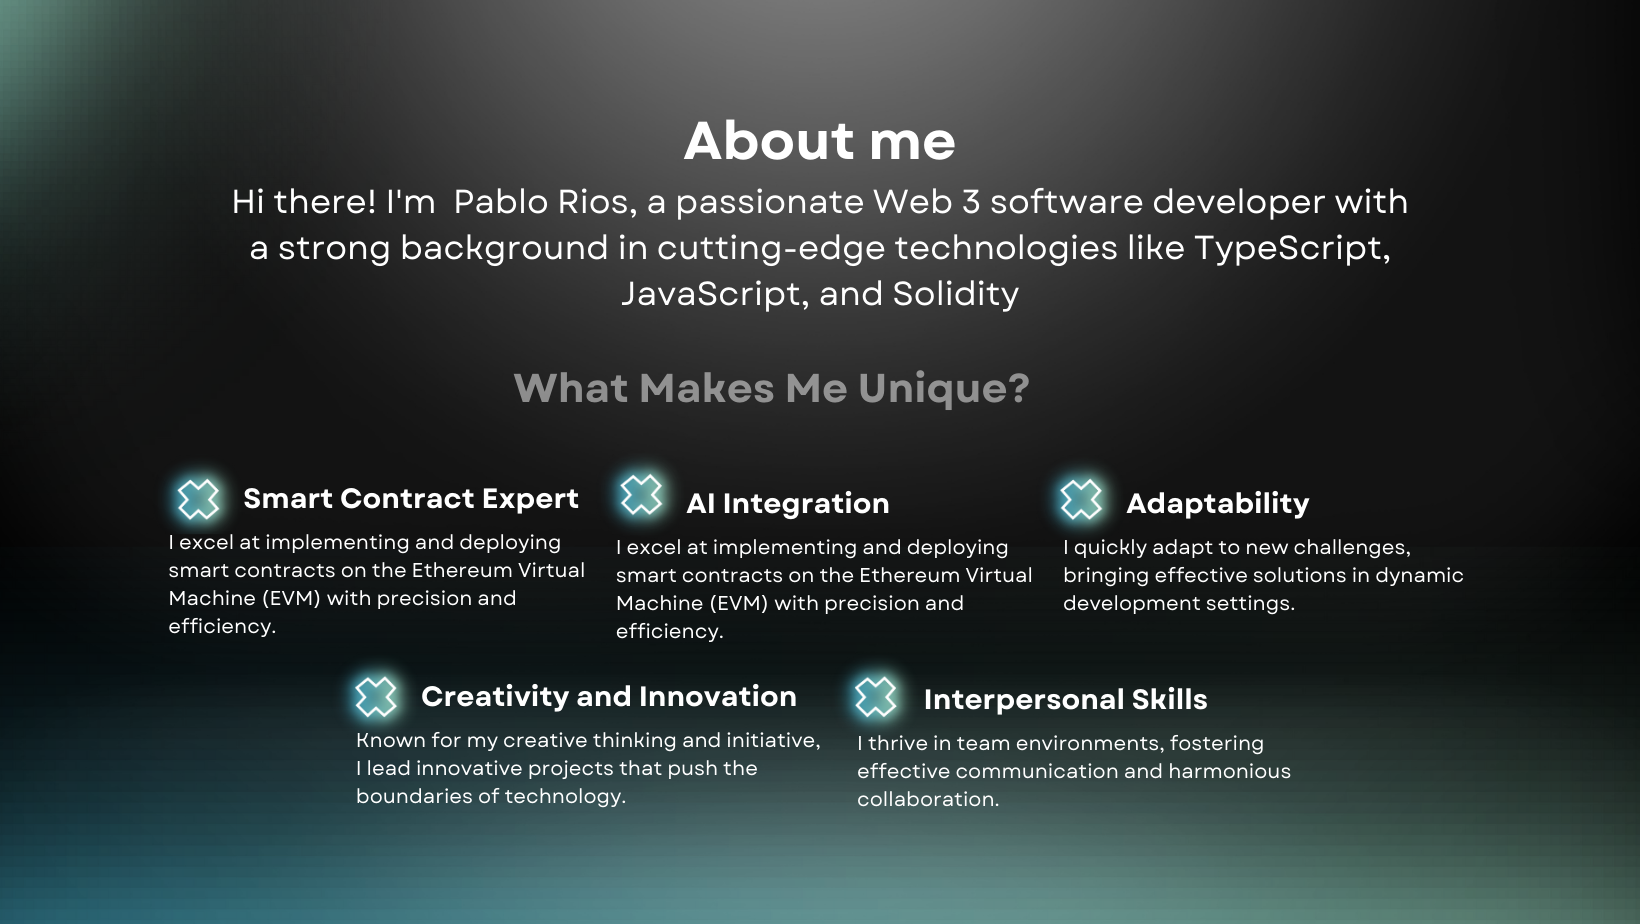 About me
Hi there! I'm  Pablo Rios, a passionate Web 3 software developer with
a strong background in cutting-edge technologies like TypeScript,
JavaScript, and Solidity
What Makes Me Unique?
Smart Contract Expert
I excel at implementing and deploying
smart contracts on the Ethereum Virtual
Machine (EVM) with precision and
efficiency.
AI Integration
I excel at implementing and deploying
smart contracts on the Ethereum Virtual
Machine (EVM) with precision and
efficiency.
Adaptability
I quickly adapt to new challenges,
bringing effective solutions in dynamic
development settings.
Creativity and Innovation
Known for my creative thinking and initiative,
I lead innovative projects that push the
boundaries of technology.
Interpersonal Skills
I thrive in team environments, fostering
effective communication and harmonious
collaboration.